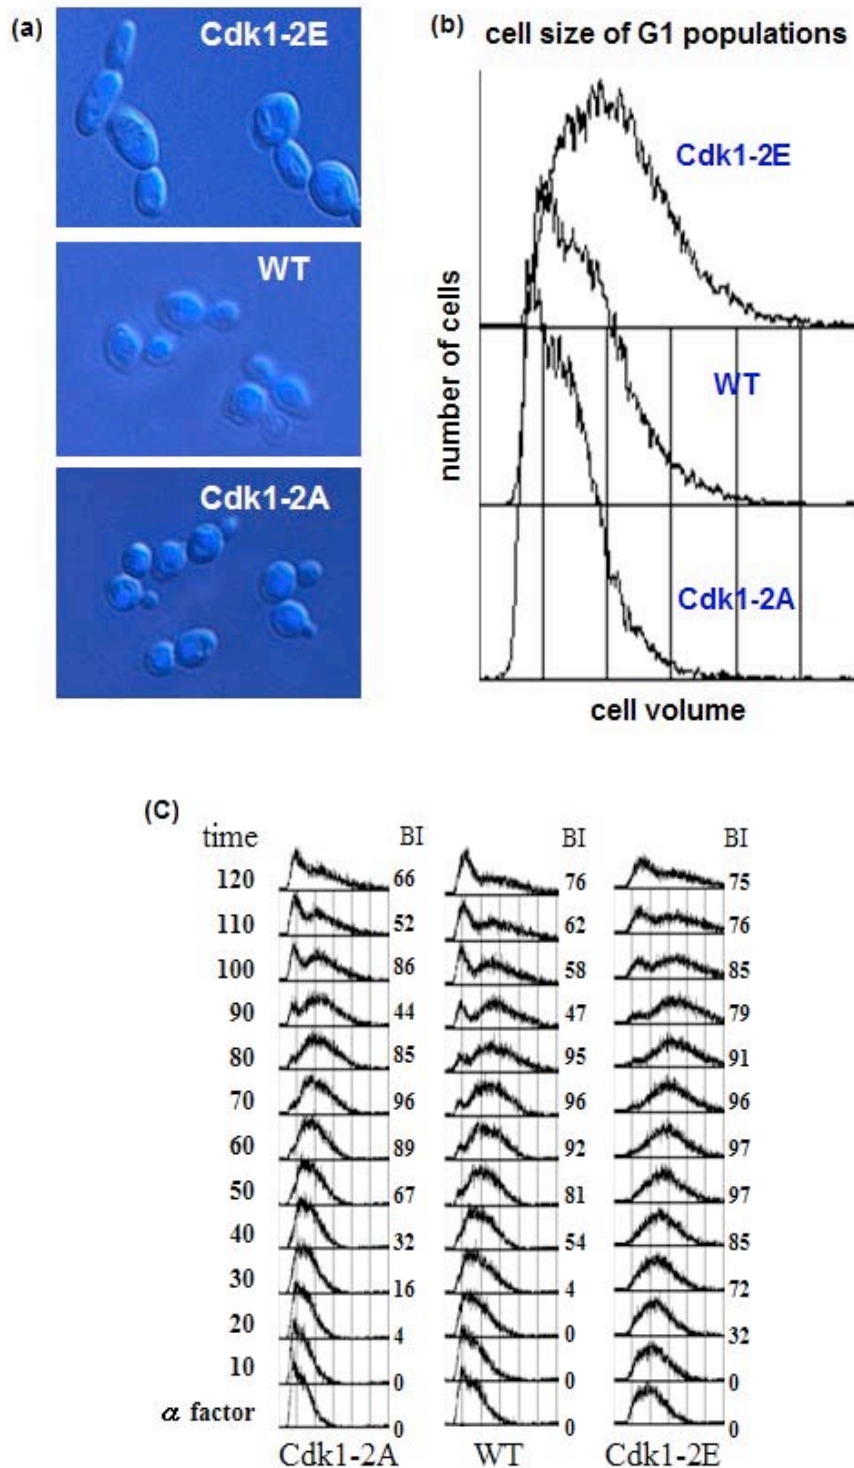 (a)
Cdk1-2E
WT
Cdk1-2A
(b) cell size of G1 populations
Cdk1-2E
WT
Cdk1-2A
number of cells
cell volume
(C)
time BI BI BI
120 66 76 75
110 52 62 76
100 86 58 85
90 44 47 79
80 85 95 91
70 96 96 96
60 89 92 97
50 67 81 97
40 32 54 85
30 16 4 72
20 4 0 32
10 0 0 0
α factor 0 0 0
Cdk1-2A WT Cdk1-2E